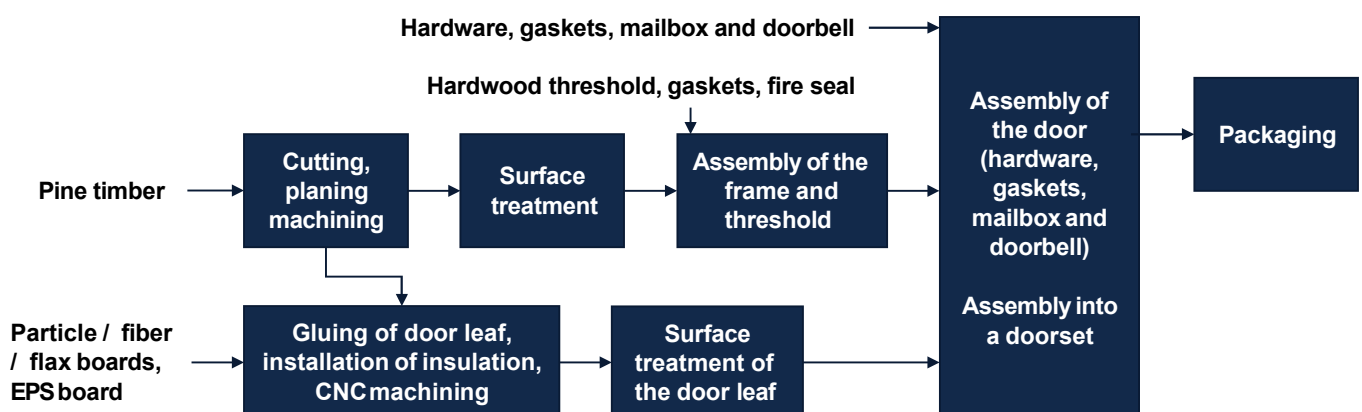 Hardware, gaskets, mailbox and doorbell
Hardwood threshold, gaskets, fire seal
Pine timber
Cutting,
planing
machining
Surface
treatment
Assembly of the
frame and
threshold
Particle / fiber
/ flax boards,
EPS board
Gluing of door leaf,
installation of insulation,
CNC machining
Surface
treatment of
the door leaf
Assembly of
the door
(hardware,
gaskets,
mailbox and
doorbell)
Assembly into
a doorset
Packaging